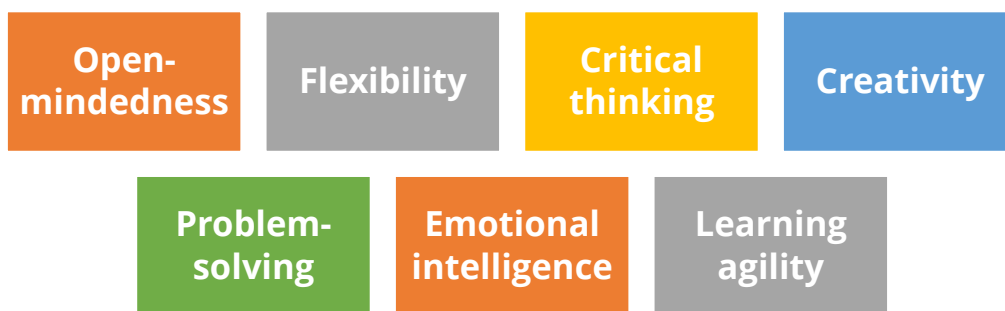 Open-
mindedness
Flexibility
Critical
thinking
Creativity
Problem-
solving
Emotional
intelligence
Learning
agility